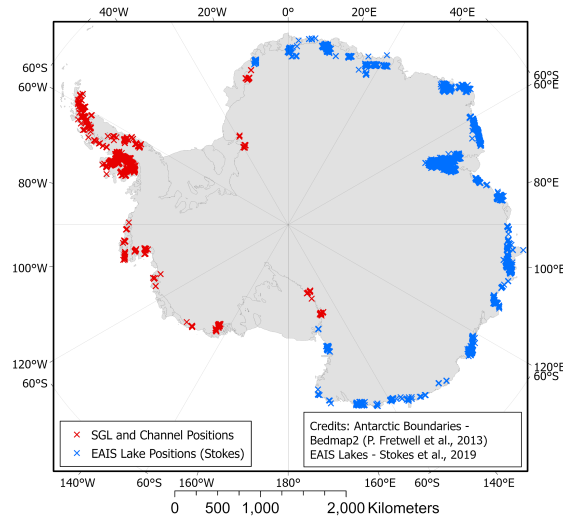 40°W 20°W 0° 20°E 40°E
60°S
60°W
60°S
60°E
80°W
80°E
100°W
100°E
120°W
60°S
120°E
60°S
SGL and Channel Positions
EAIS Lake Positions (Stokes)
Credits: Antarctic Boundaries -
Bedmap2 (P. Fretwell et al., 2013)
EAIS Lakes - Stokes et al., 2019
140°W 60°S 160°W 180° 160°E 60°S 140°E
0 500 1,000 2,000 Kilometers